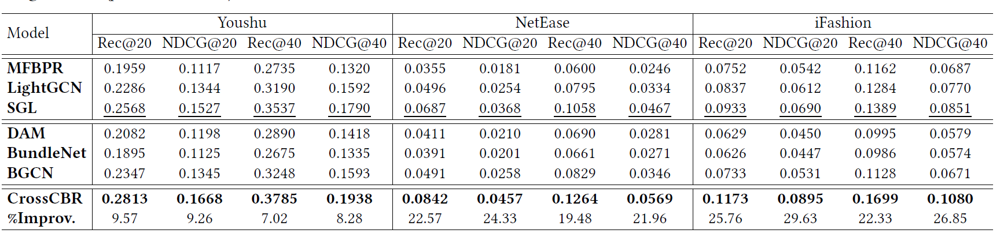 Model Youshu NetEase iFashion
Rec@20 NDCG@20 Rec@40 NDCG@40 Rec@20 NDCG@20 Rec@40 NDCG@40 Rec@20 NDCG@20 Rec@40 NDCG@40
MFBPR 0.1959 0.1117 0.2735 0.1320 0.0355 0.0181 0.0600 0.0246 0.0752 0.0542 0.1162 0.0687
LightGCN 0.2286 0.1344 0.3190 0.1592 0.0496 0.0254 0.0795 0.0334 0.0837 0.0612 0.1284 0.0770
SGL 0.2568 0.1527 0.3537 0.1790 0.0687 0.0368 0.1058 0.0467 0.0933 0.0690 0.1389 0.0851
DAM 0.2082 0.1198 0.2890 0.1418 0.0411 0.0210 0.0690 0.0281 0.0629 0.0450 0.0995 0.0579
BundleNet 0.1895 0.1125 0.2675 0.1335 0.0391 0.0201 0.0661 0.0271 0.0626 0.0447 0.0986 0.0574
BGCN 0.2347 0.1345 0.3248 0.1593 0.0491 0.0258 0.0829 0.0346 0.0733 0.0531 0.1128 0.0671
CrossCBR 0.2813 0.1668 0.3785 0.1938 0.0842 0.0457 0.1264 0.0569 0.1173 0.0895 0.1699 0.1080
%Improv. 9.57 9.26 7.02 8.28 22.57 24.33 19.48 21.96 25.76 29.63 22.33 26.85